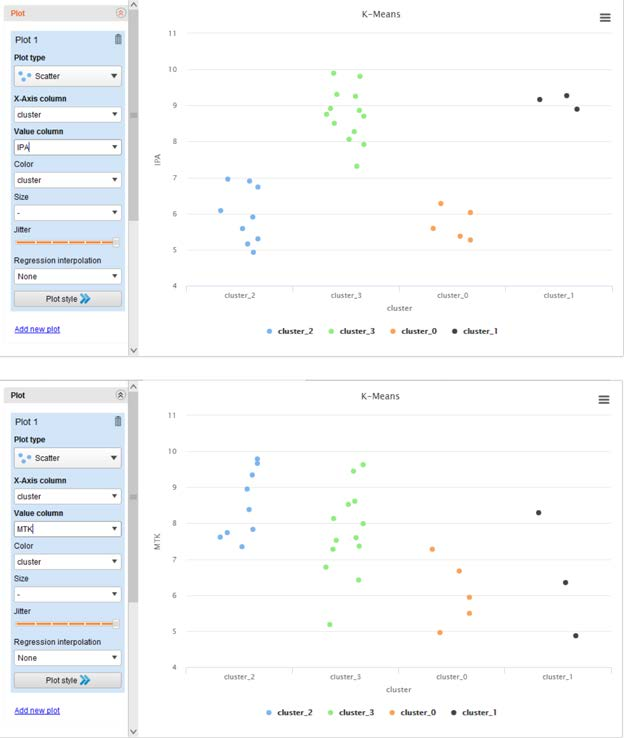 Plot
Plot 1
Plot type
Scatter
X-Axis column
cluster
Value column
IPA
Color
cluster
Size
-
Jitter
Regression interpolation
None
Plot style
Add new plot
K-Means
11
10
9
8
7
6
5
4
IPA
cluster_2 cluster_3 cluster_0 cluster_1
cluster
cluster_2 cluster_3 cluster_0 cluster_1
Plot
Plot 1
Plot type
Scatter
X-Axis column
cluster
Value column
MTK
Color
cluster
Size
-
Jitter
Regression interpolation
None
Plot style
Add new plot
K-Means
11
10
9
8
7
6
5
4
MTK
cluster_2 cluster_3 cluster_0 cluster_1
cluster
cluster_2 cluster_3 cluster_0 cluster_1